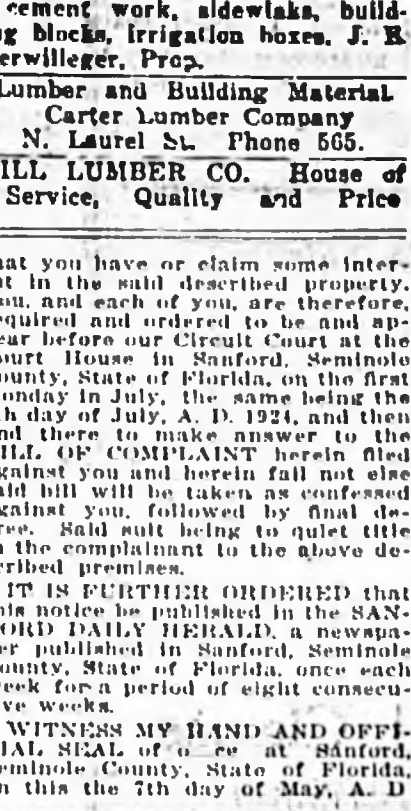 cement work, sidewlaks, build-
g blocks, irrigation boxes. J. E.
erwilleger, Prop.
Lumber and Building Material.
Carter Lumber Company
N. Laurel St. Phone 565.
ILL LUMBER CO. House of
Service, Quality and Price
hat you have or claim some inter-
t in the said described property.
ou, and each of you, are therefore,
equired and ordered to be and ap-
ear before our Circuit Court at the
ourt House in Sanford, Seminole
ounty, State of Florida, on the first
onday in July, the same being the
th day of July, A. D. 1924, and then
nd there to make answer to the
ILL OF COMPLAINT herein filed
gainst you and herein fail not else
aid bill will be taken as confessed
gainst you, followed by final de-
ree. Said suit being to quiet title
n the complainant to the above de-
cribed premises.
IT IS FURTHER ORDERED that
his notice be published in the SAN-
ORD DAILY HERALD, a newspa-
er published in Sanford, Seminole
ounty, State of Florida, once each
eek for a period of eight consecu-
ive weeks.
WITNESS MY HAND AND OFFI-
IAL SEAL of o ce at Sanford,
eminole County, State of Florida,
n this the 7th day of May, A. D